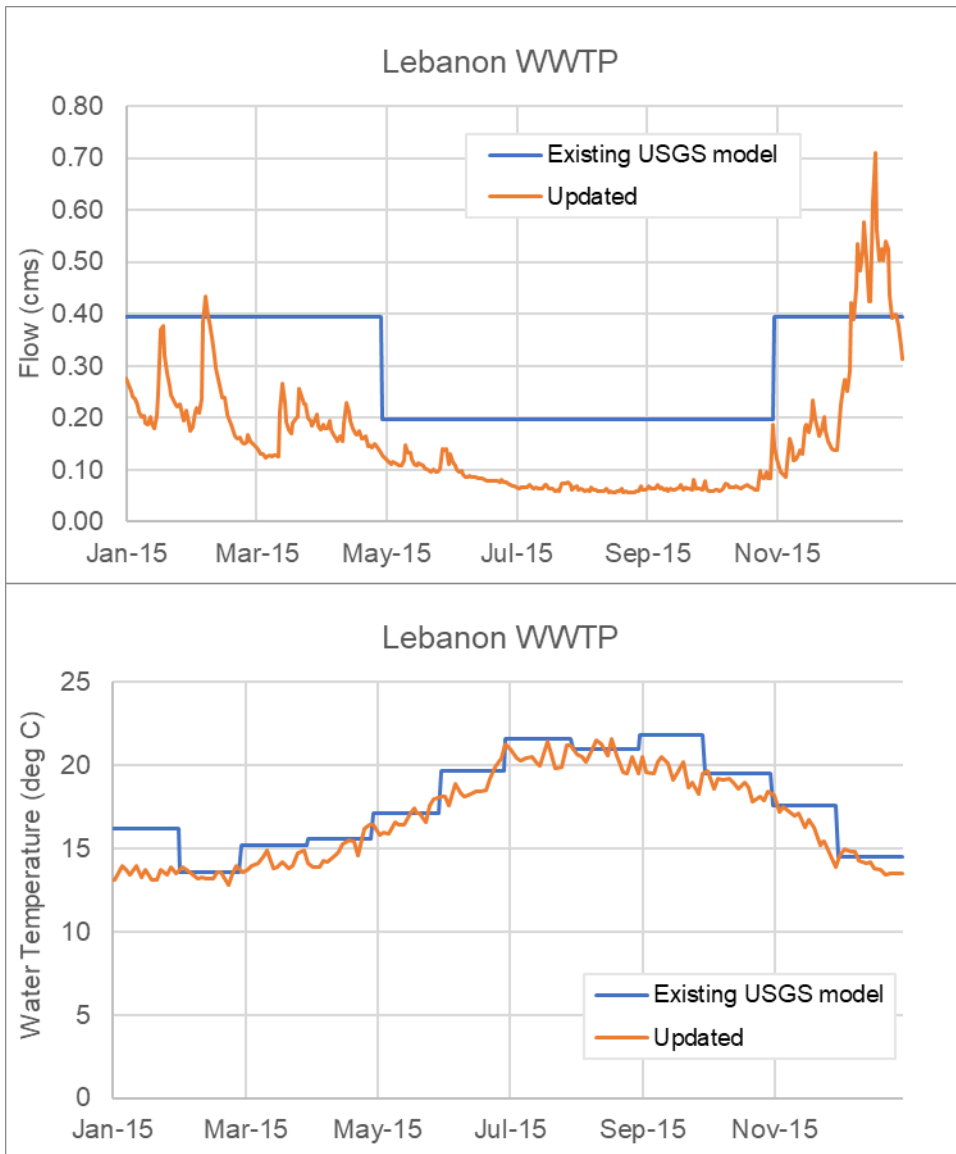 Lebanon WWTP
0.80
0.70
0.60
0.50
0.40
0.30
0.20
0.10
0.00
Flow (cms)
Existing USGS model
Updated
Jan-15 Mar-15 May-15 Jul-15 Sep-15 Nov-15
Lebanon WWTP
25
20
15
10
5
0
Water Temperature (deg C)
Existing USGS model
Updated
Jan-15 Mar-15 May-15 Jul-15 Sep-15 Nov-15